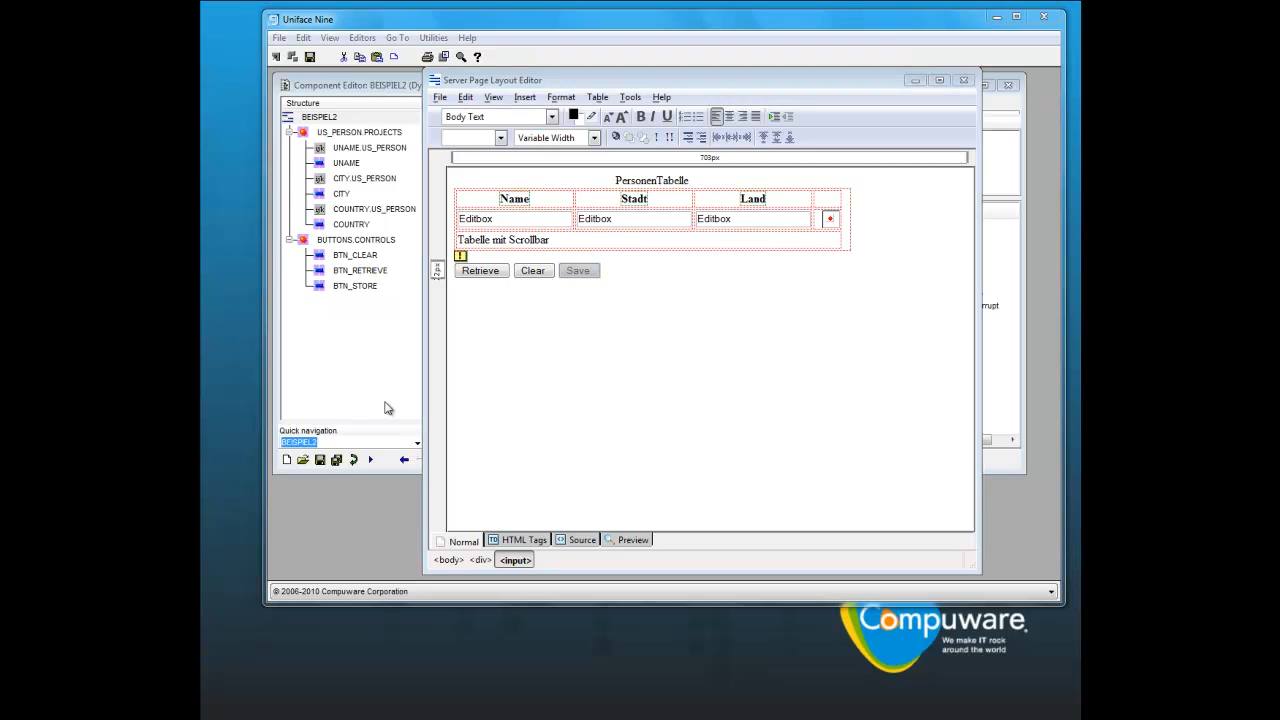 Uniface Nine
File Edit View Editors Go To Utilities Help
Component Editor: BEISPIEL2 (Dy
Structure
BEISPIEL2
US_PERSON.PROJECTS
UNAME.US_PERSON
UNAME
CITY.US_PERSON
CITY
COUNTRY.US_PERSON
COUNTRY
BUTTONS.CONTROLS
BTN_CLEAR
BTN_RETRIEVE
BTN_STORE
Quick navigation
BEISPIEL2
Server Page Layout Editor
File Edit View Insert Format Table Tools Help
Body Text
Variable Width
703px
PersonenTabelle
Name Stadt Land
Editbox Editbox Editbox
Tabelle mit Scrollbar
Retrieve Clear Save
Normal HTML Tags Source Preview
<body> <div> <input>
rrupt
© 2006-2010 Compuware Corporation
Compuware
We make IT rock
around the world